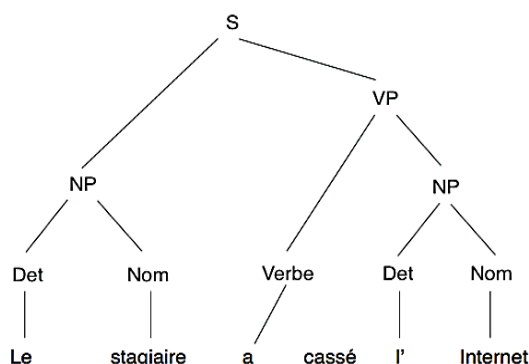 S
VP
NP
NP
Det Nom Verbe Det Nom
Le stagiaire a cassé l' Internet